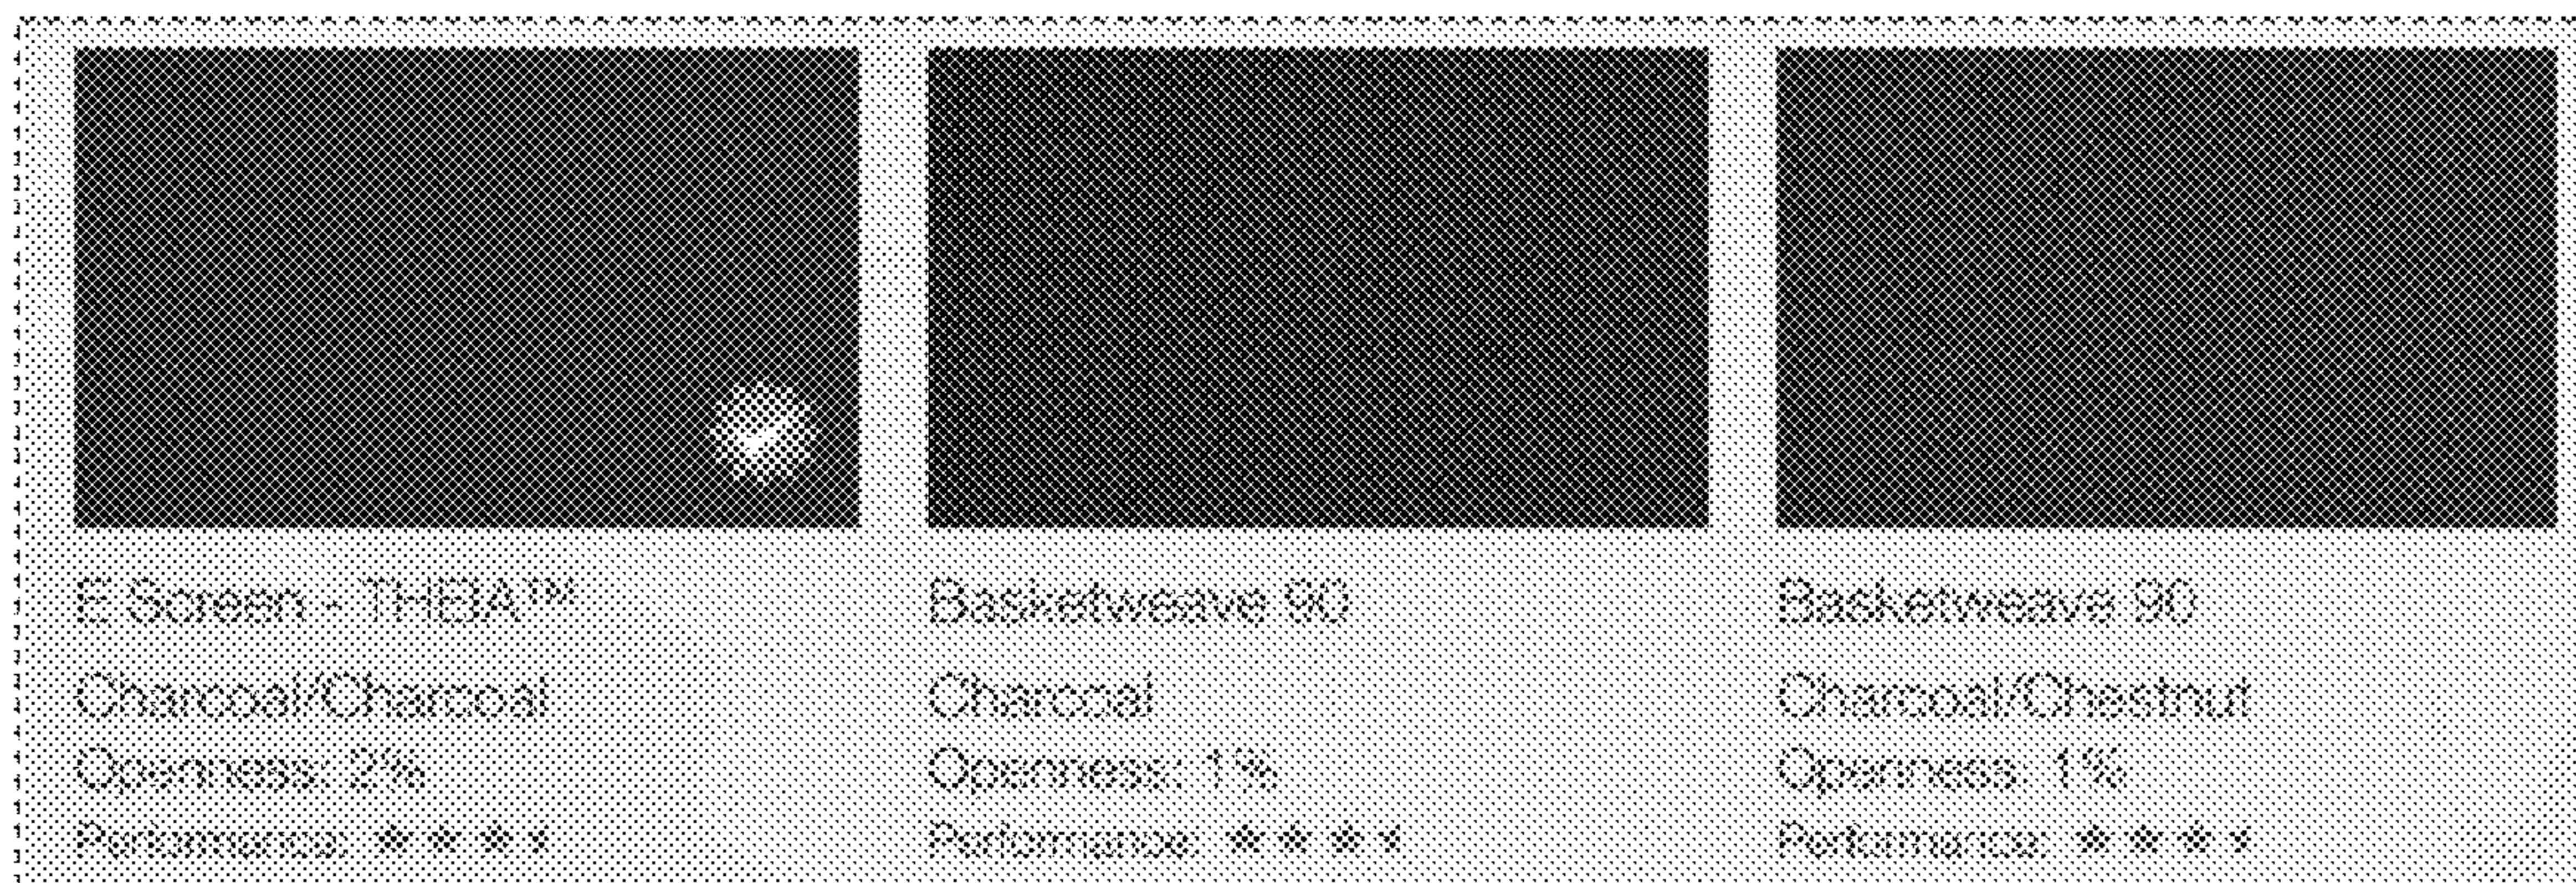 E Screen - THEIA™
Charcoal/Charcoal
Openness: 2%
Performance:
Basketweave 90
Charcoal
Openness: 1%
Performance:
Basketweave 90
Charcoal/Chestnut
Openness: 1%
Performance: